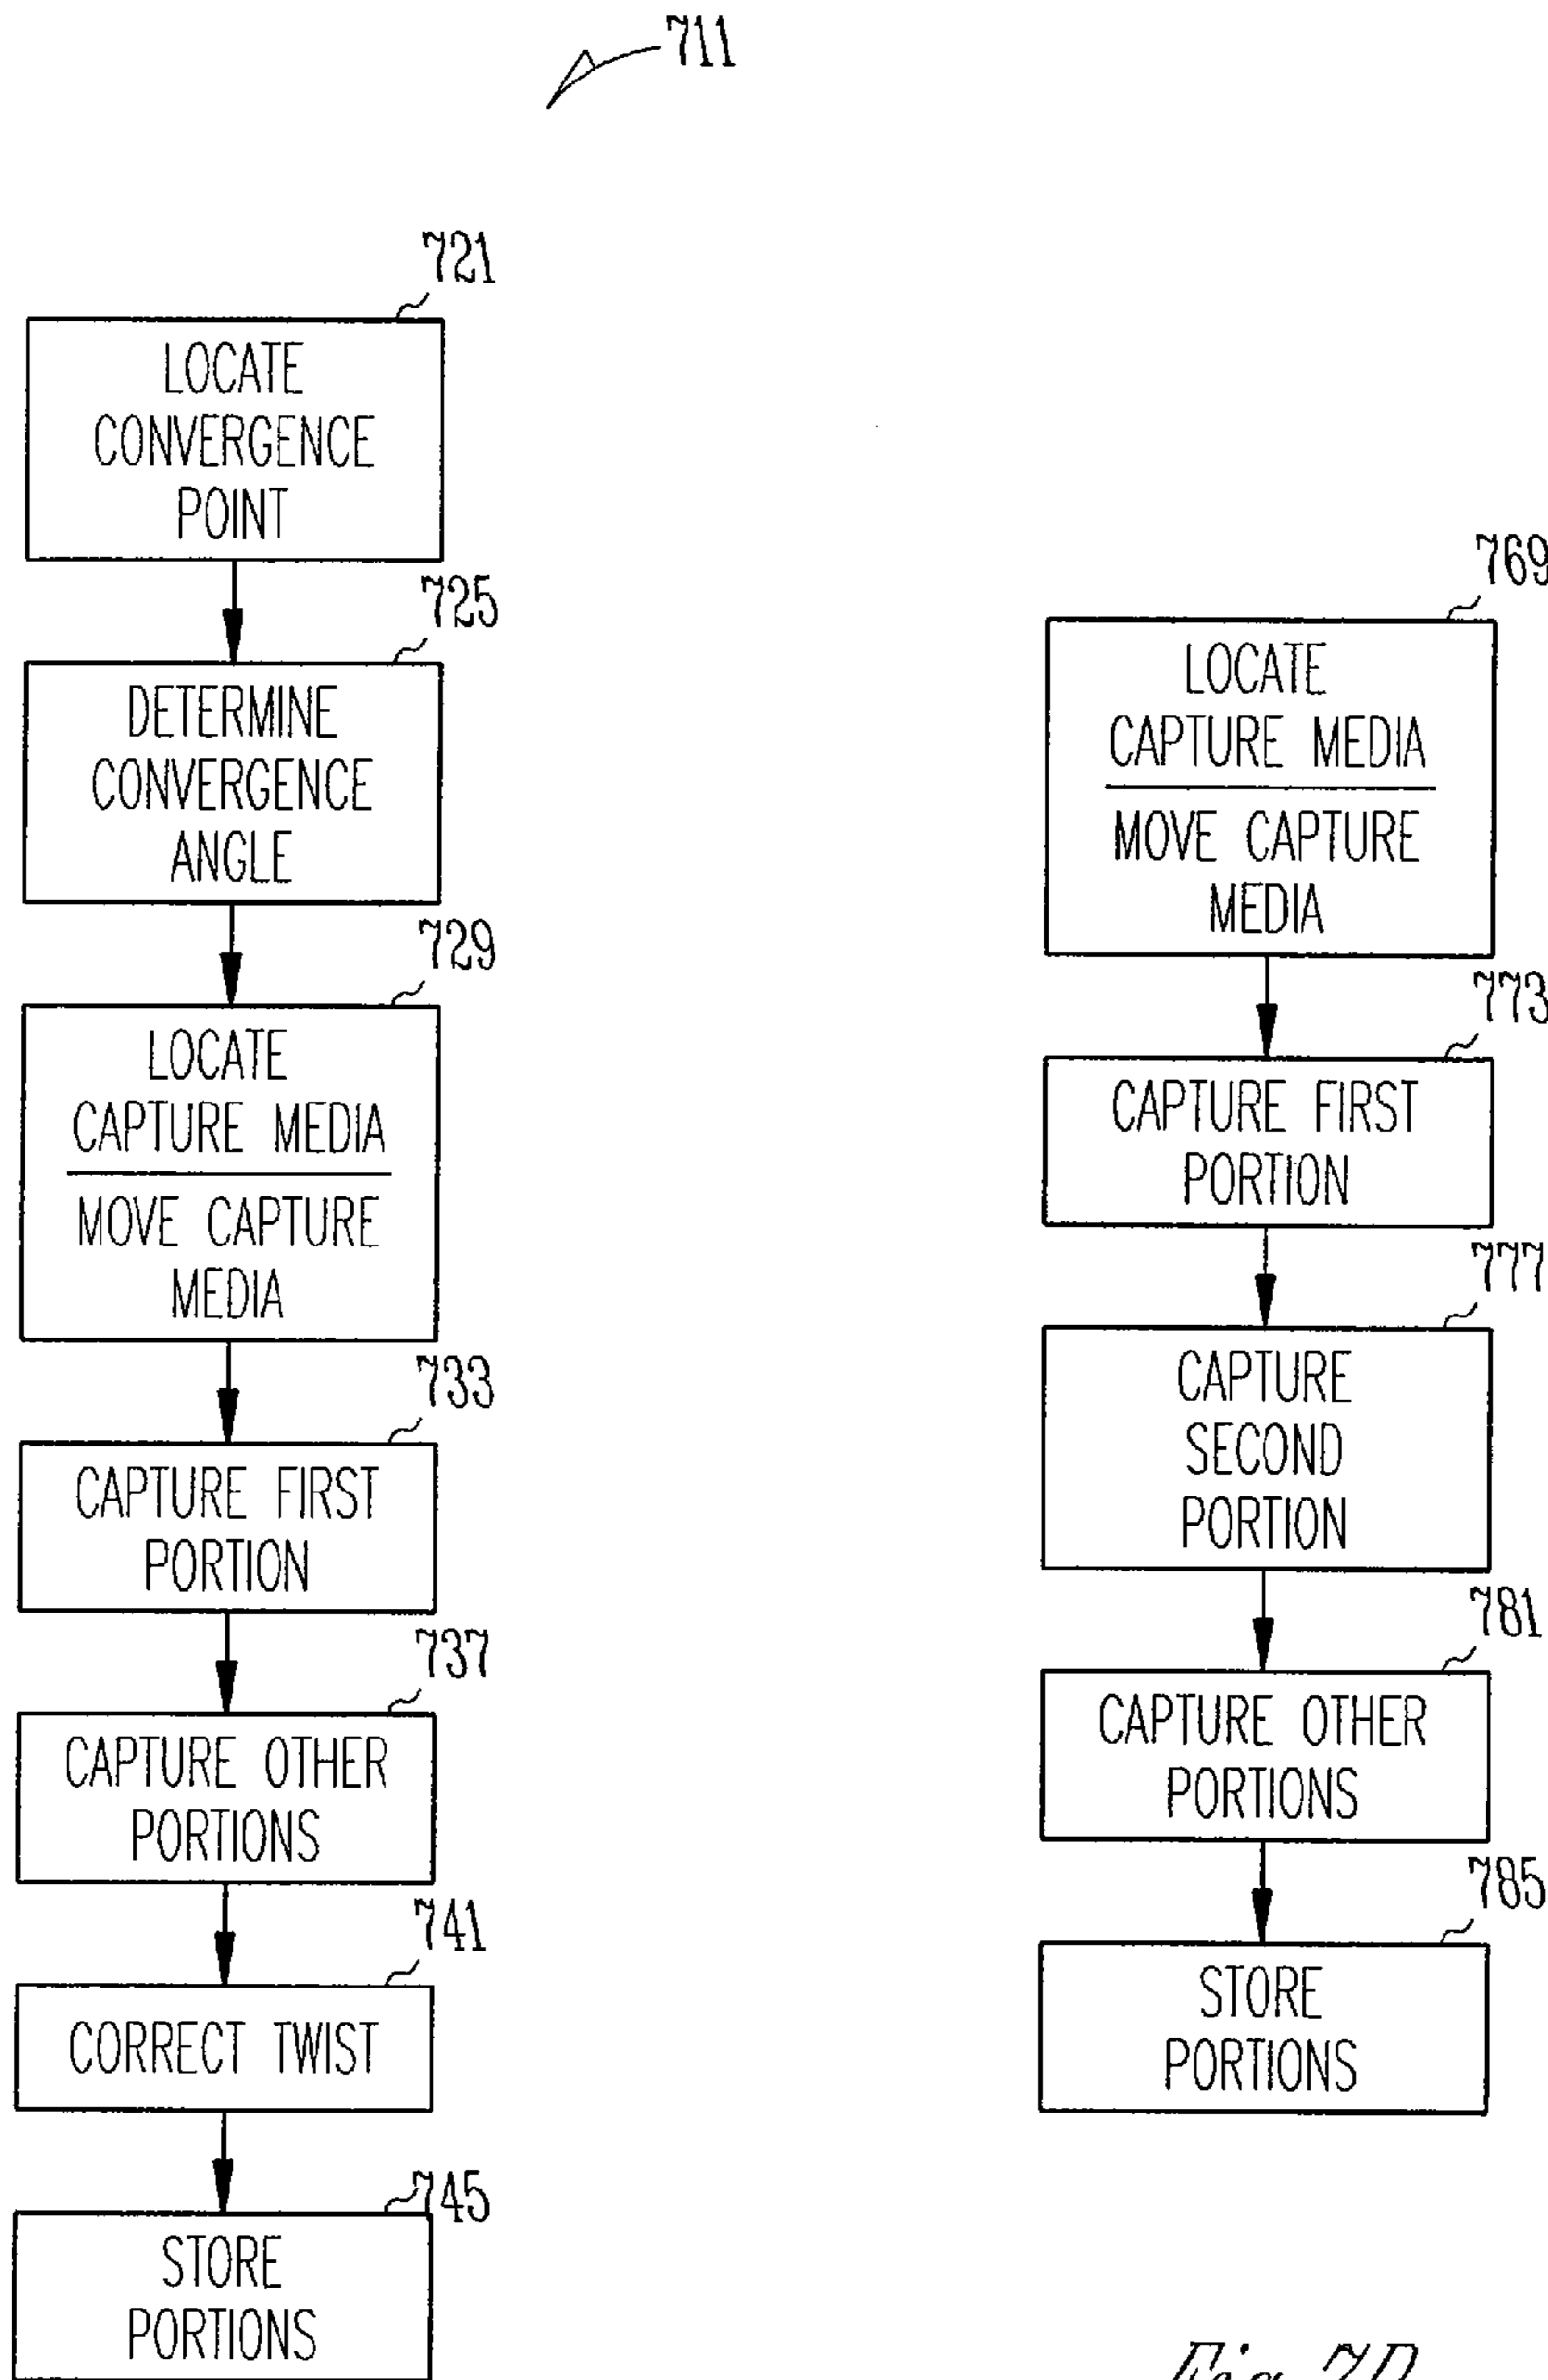 711
721
LOCATE
CONVERGENCE
POINT
725
DETERMINE
CONVERGENCE
ANGLE
729
LOCATE
CAPTURE MEDIA
MOVE CAPTURE
MEDIA
733
CAPTURE FIRST
PORTION
737
CAPTURE OTHER
PORTIONS
741
CORRECT TWIST
745
STORE
PORTIONS
769
LOCATE
CAPTURE MEDIA
MOVE CAPTURE
MEDIA
773
CAPTURE FIRST
PORTION
777
CAPTURE
SECOND
PORTION
781
CAPTURE OTHER
PORTIONS
785
STORE
PORTIONS